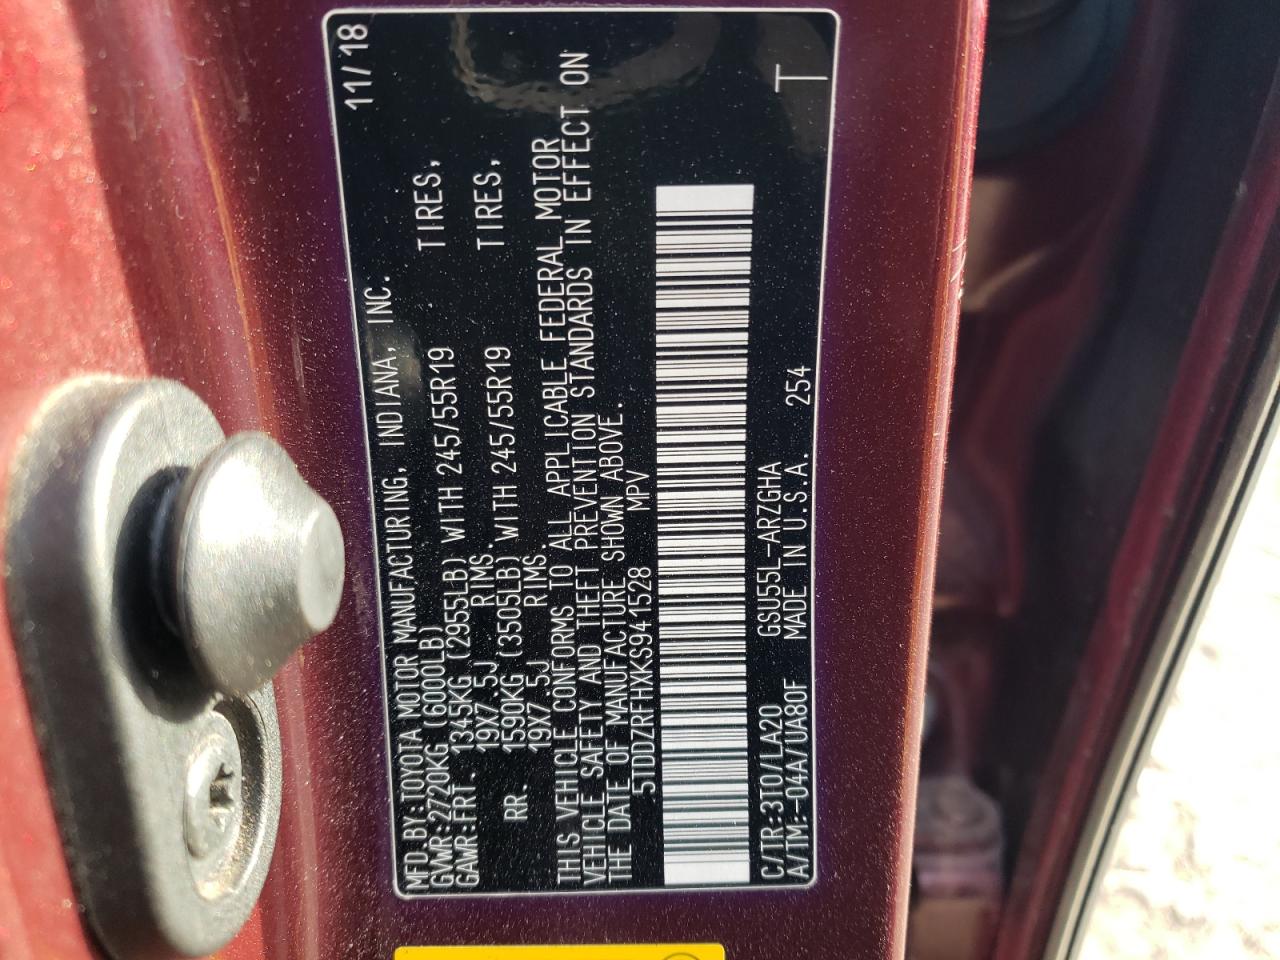 MFD.BY:TOYOTA MOTOR MANUFACTURING, INDIANA, INC. 11/18
GVWR:2720KG (6000LB)
GAWR:FRT. 1345KG (2955LB) WITH 245/55R19 TIRES,
19X7.5J RIMS.
RR. 1590KG (3505LB) WITH 245/55R19 TIRES,
19X7.5J RIMS.
THIS VEHICLE CONFORMS TO ALL APPLICABLE FEDERAL MOTOR
VEHICLE SAFETY AND THEFT PREVENTION STANDARDS IN EFFECT ON
THE DATE OF MANUFACTURE SHOWN ABOVE.
5TDDZRFHXKS941528 MPV
C/TR:3T0/LA20 GSU55L-ARZGHA
A/TM:-04A/UA80F MADE IN U.S.A. 254
T